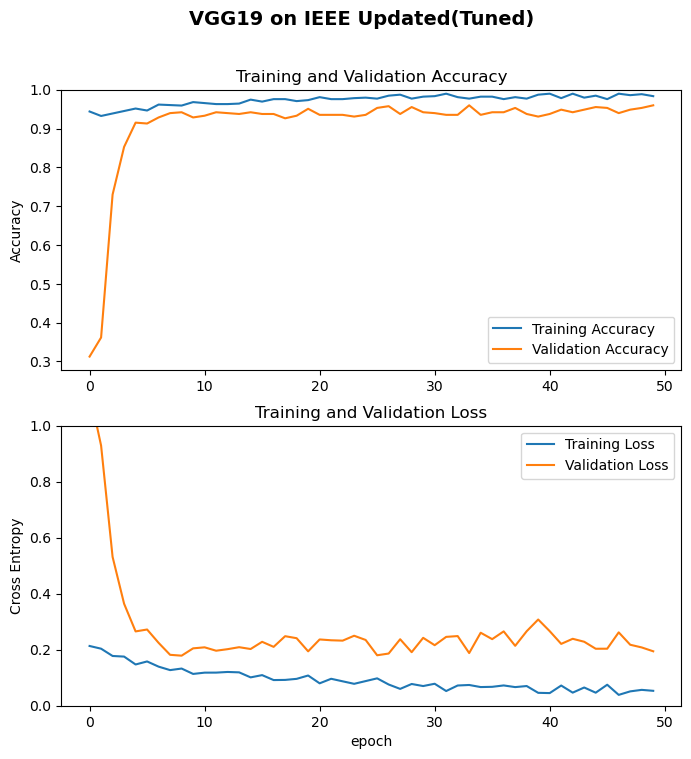 VGG19 on IEEE Updated(Tuned)
Training and Validation Accuracy
1.0
0.9
0.8
0.7
0.6
0.5
0.4
0.3
Accuracy
Training Accuracy
Validation Accuracy
0 10 20 30 40 50
Training and Validation Loss
1.0
0.8
0.6
0.4
0.2
0.0
Cross Entropy
Training Loss
Validation Loss
0 10 20 30 40 50
epoch